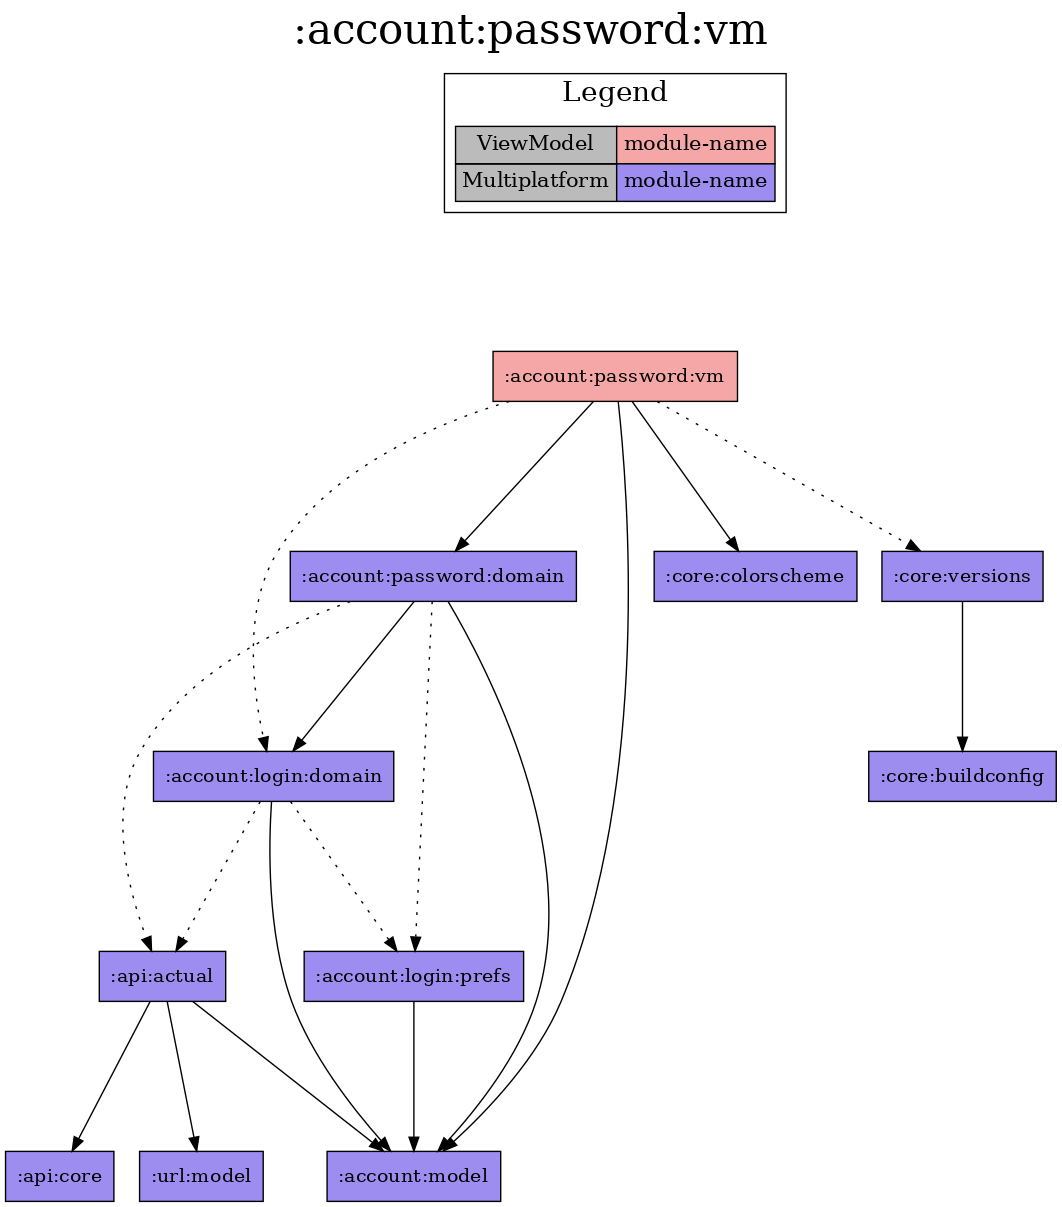 :account:password:vm
Legend
ViewModel module-name
Multiplatform module-name
:account:password:vm
:account:password:domain
:core:colorscheme
:core:versions
:account:login:domain
:core:buildconfig
:api:actual
:account:login:prefs
:api:core
:url:model
:account:model